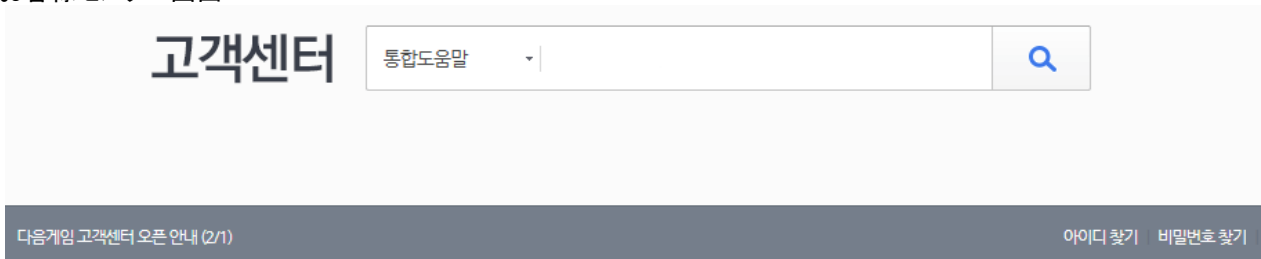 고객센터
통합도움말
다음게임 고객센터 오픈 안내 (2/1)
아이디 찾기 | 비밀번호 찾기